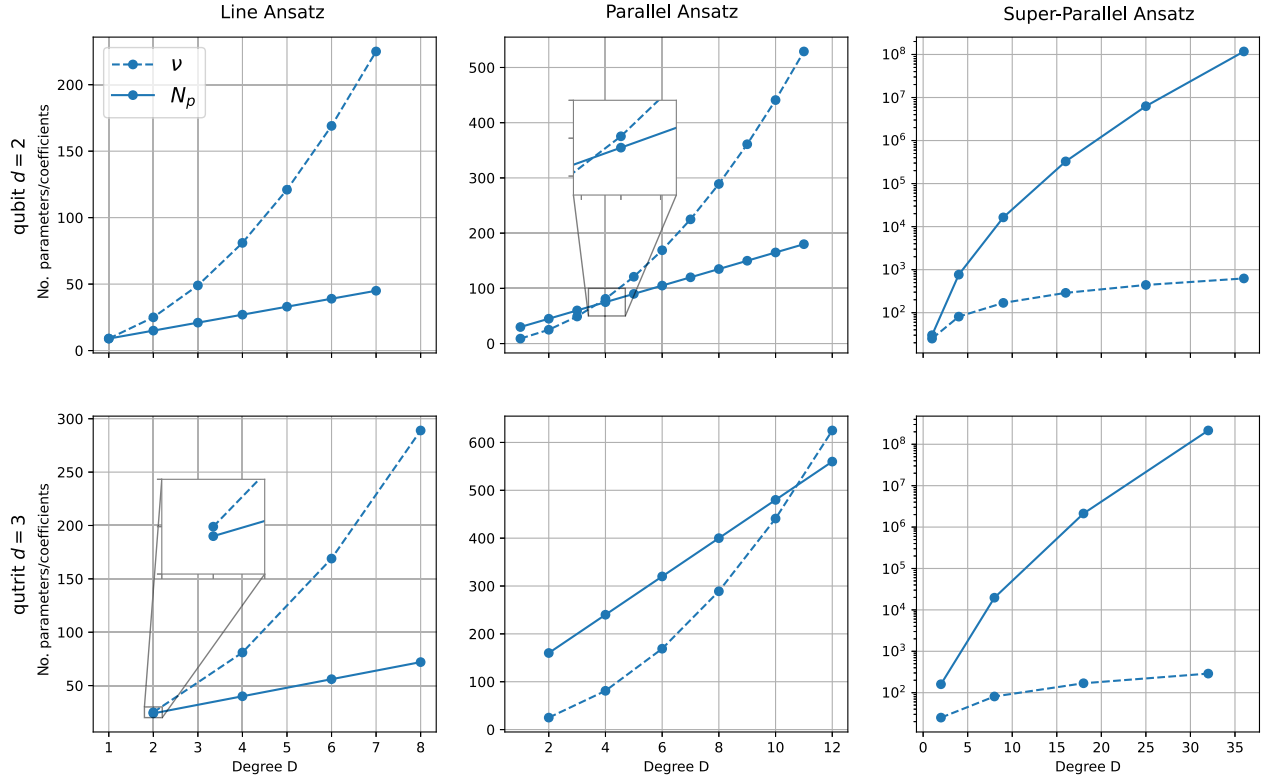 Line Ansatz
Parallel Ansatz
Super-Parallel Ansatz
qubit d = 2
No. parameters/coefficients
ν
N_p
200
150
100
50
0
500
400
300
200
100
0
10^8
10^7
10^6
10^5
10^4
10^3
10^2
qutrit d = 3
No. parameters/coefficients
300
250
200
150
100
50
1 2 3 4 5 6 7 8
Degree D
600
500
400
300
200
100
0
2 4 6 8 10 12
Degree D
10^8
10^7
10^6
10^5
10^4
10^3
10^2
0 5 10 15 20 25 30 35
Degree D